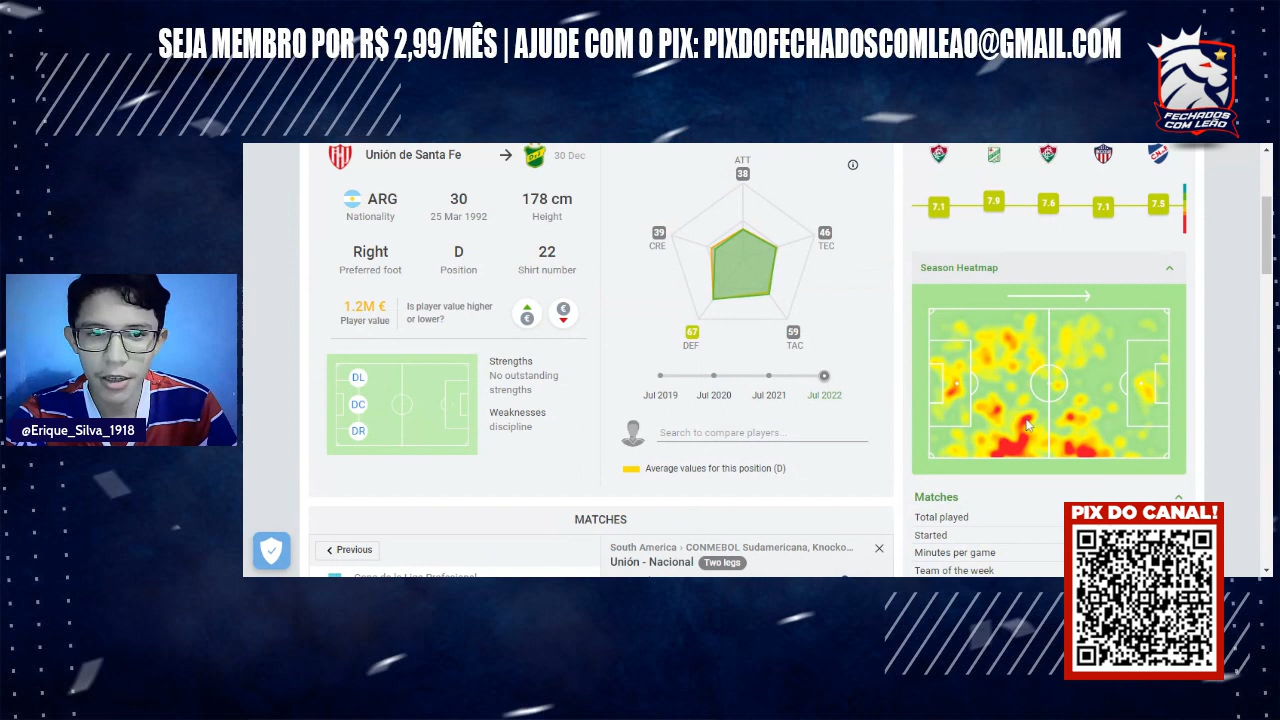 SEJA MEMBRO POR R$ 2,99/MÊS | AJUDE COM O PIX: PIXDOFECHADOSCOMLEAO@GMAIL.COM
FECHADOS
COM LEÃO
Unión de Santa Fe
30 Dec
ARG
Nationality
30
25 Mar 1992
178 cm
Height
Right
Preferred foot
D
Position
22
Shirt number
1.2M €
Player value
Is player value higher
or lower?
€
€
DL
DC
DR
Strengths
No outstanding
strengths
Weaknesses
discipline
ATT
38
39
CRE
46
TEC
67
DEF
59
TAC
Jul 2019
Jul 2020
Jul 2021
Jul 2022
Search to compare players...
Average values for this position (D)
7.1
7.9
7.6
7.1
7.5
Season Heatmap
Matches
Total played
Started
Minutes per game
Team of the week
MATCHES
Previous
Copa de la Liga Profesional
South America › CONMEBOL Sudamericana, Knocko...
Unión - Nacional
Two legs
@Erique_Silva_1918
PIX DO CANAL!